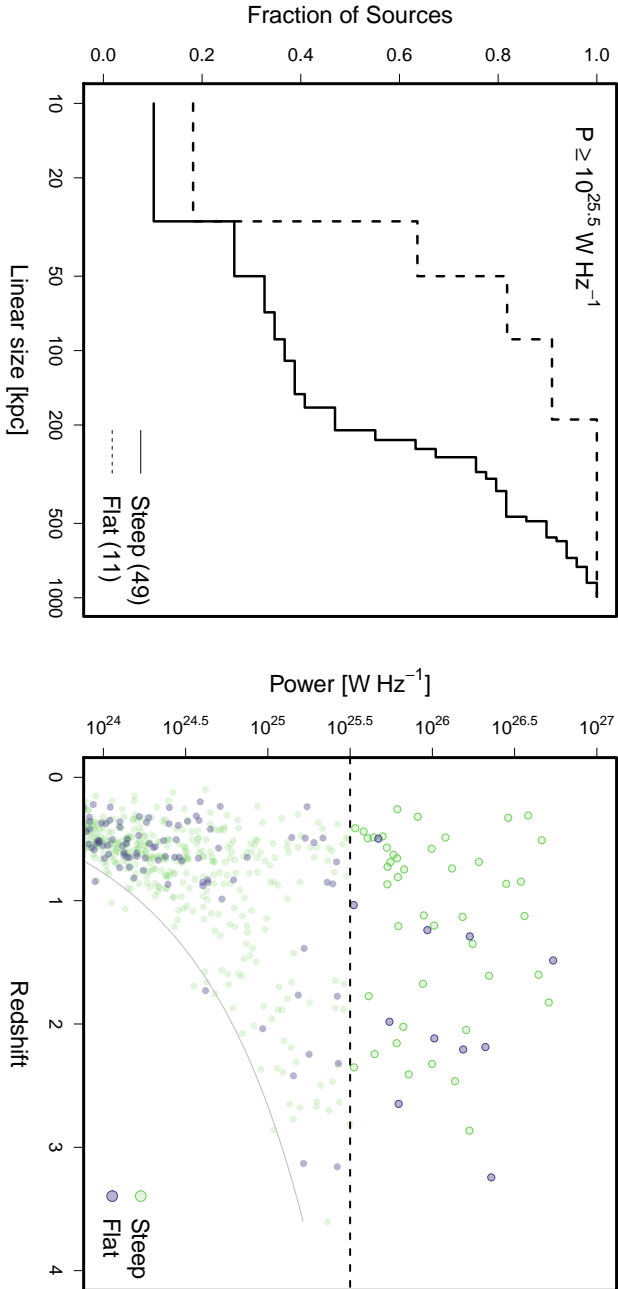 Fraction of Sources
0.0 0.2 0.4 0.6 0.8 1.0
P ≥ 10^25.5 W Hz^−1
10 20 50 100 200 500 1000
Linear size [kpc]
Steep (49)
Flat (11)
Power [W Hz^−1]
10^24 10^24.5 10^25 10^25.5 10^26 10^26.5 10^27
0 1 2 3 4
Redshift
Steep
Flat